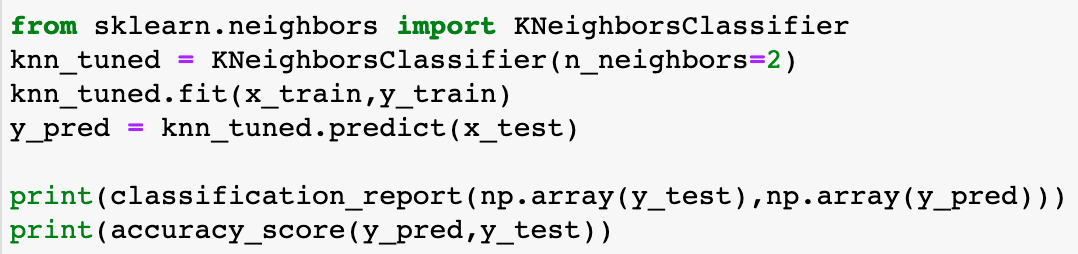 from sklearn.neighbors import KNeighborsClassifier
knn_tuned = KNeighborsClassifier(n_neighbors=2)
knn_tuned.fit(x_train,y_train)
y_pred = knn_tuned.predict(x_test)

print(classification_report(np.array(y_test),np.array(y_pred)))
print(accuracy_score(y_pred,y_test))